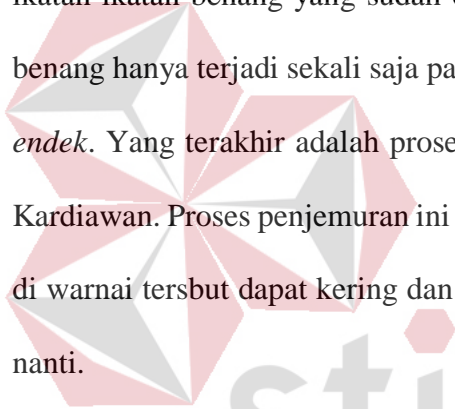 ikatan ikatan benang yang sudah
benang hanya terjadi sekali saja pa
endek. Yang terakhir adalah prose
Kardiawan. Proses penjemuran ini
di warnai tersbut dapat kering dan
nanti.
sti